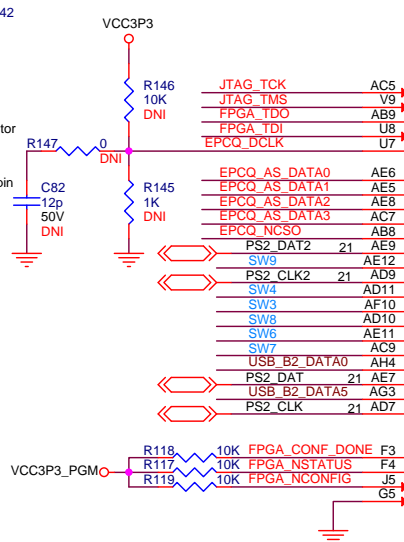 42
VCC3P3
R146
10K
DNI
tor
R147 0
DNI
pin
C82
12p
50V
DNI
R145
1K
DNI
JTAG_TCK AC5
JTAG_TMS V9
FPGA_TDO AB9
FPGA_TDI U8
EPCQ_DCLK U7
EPCQ_AS_DATA0 AE6
EPCQ_AS_DATA1 AE5
EPCQ_AS_DATA2 AE8
EPCQ_AS_DATA3 AC7
EPCQ_NCSO AB8
PS2_DAT2 21 AE9
SW9 AE12
PS2_CLK2 21 AD9
SW4 AD11
SW3 AF10
SW8 AD10
SW6 AE11
SW7 AC9
USB_B2_DATA0 AH4
PS2_DAT 21 AE7
USB_B2_DATA5 AG3
PS2_CLK 21 AD7
VCC3P3_PGM
R118 10K FPGA_CONF_DONE F3
R117 10K FPGA_NSTATUS F4
R119 10K FPGA_NCONFIG J5
G5